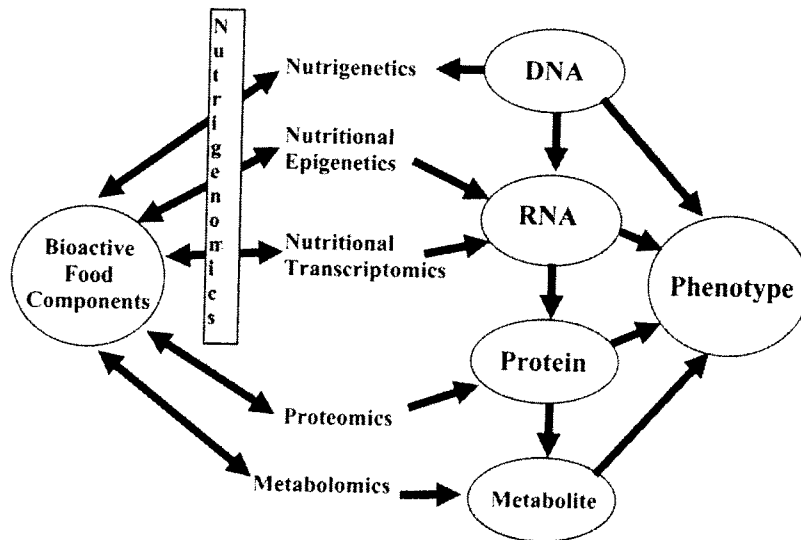 Nutrigenomics
Nutrigenetics
DNA
Nutritional
Epigenetics
RNA
Bioactive
Food
Components
Nutritional
Transcriptomics
Phenotype
Protein
Proteomics
Metabolomics
Metabolite